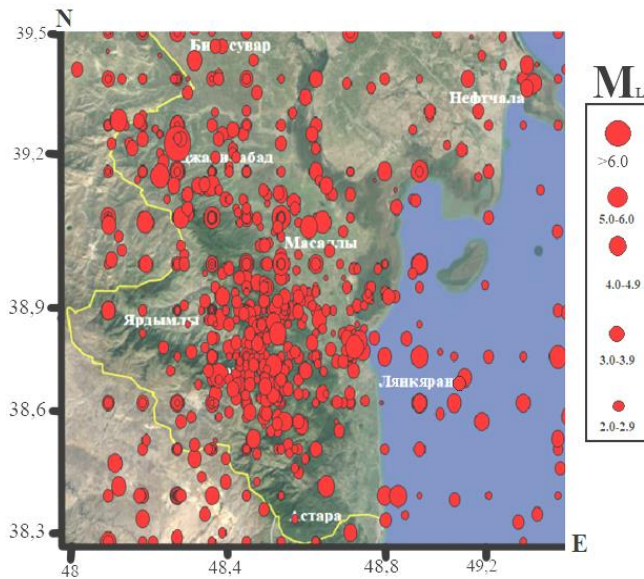 N
39.5
39.2
38.9
38.6
38.3
48
48.4
48.8
49.2
E
Нефтчала
Масаллы
Ярдымлы
Лянкяран
Астара
M L
>6.0
5.0-6.0
4.0-4.9
3.0-3.9
2.0-2.9